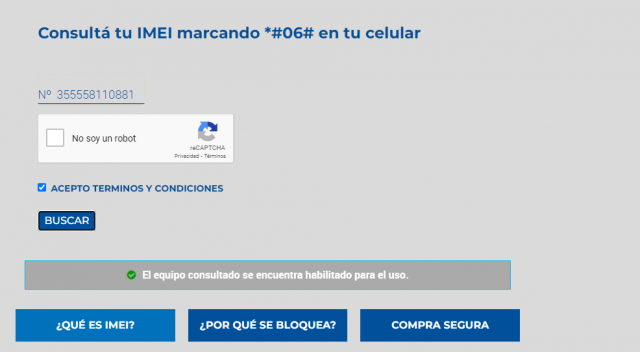 Consultá tu IMEI marcando *#06# en tu celular
Nº 355558110881
No soy un robot
reCAPTCHA
Privacidad - Términos
ACEPTO TERMINOS Y CONDICIONES
BUSCAR
El equipo consultado se encuentra habilitado para el uso.
¿QUÉ ES IMEI? ¿POR QUÉ SE BLOQUEA? COMPRA SEGURA